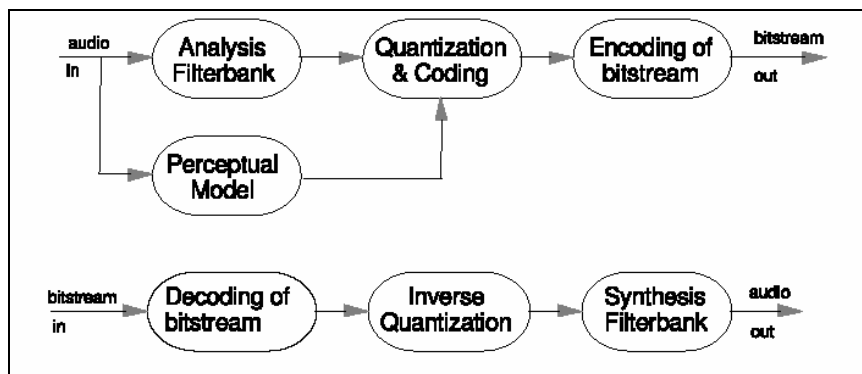 audio
in
Analysis
Filterbank
Quantization
& Coding
Encoding of
bitstream
bitstream
out
Perceptual
Model
bitstream
in
Decoding of
bitstream
Inverse
Quantization
Synthesis
Filterbank
audio
out